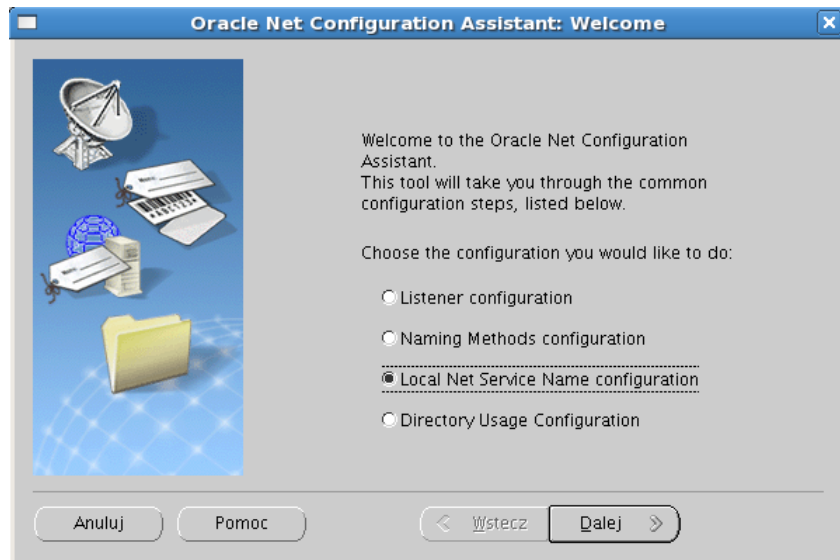 Oracle Net Configuration Assistant: Welcome
Welcome to the Oracle Net Configuration
Assistant.
This tool will take you through the common
configuration steps, listed below.
Choose the configuration you would like to do:
Listener configuration
Naming Methods configuration
Local Net Service Name configuration
Directory Usage Configuration
Anuluj
Pomoc
Wstecz
Dalej